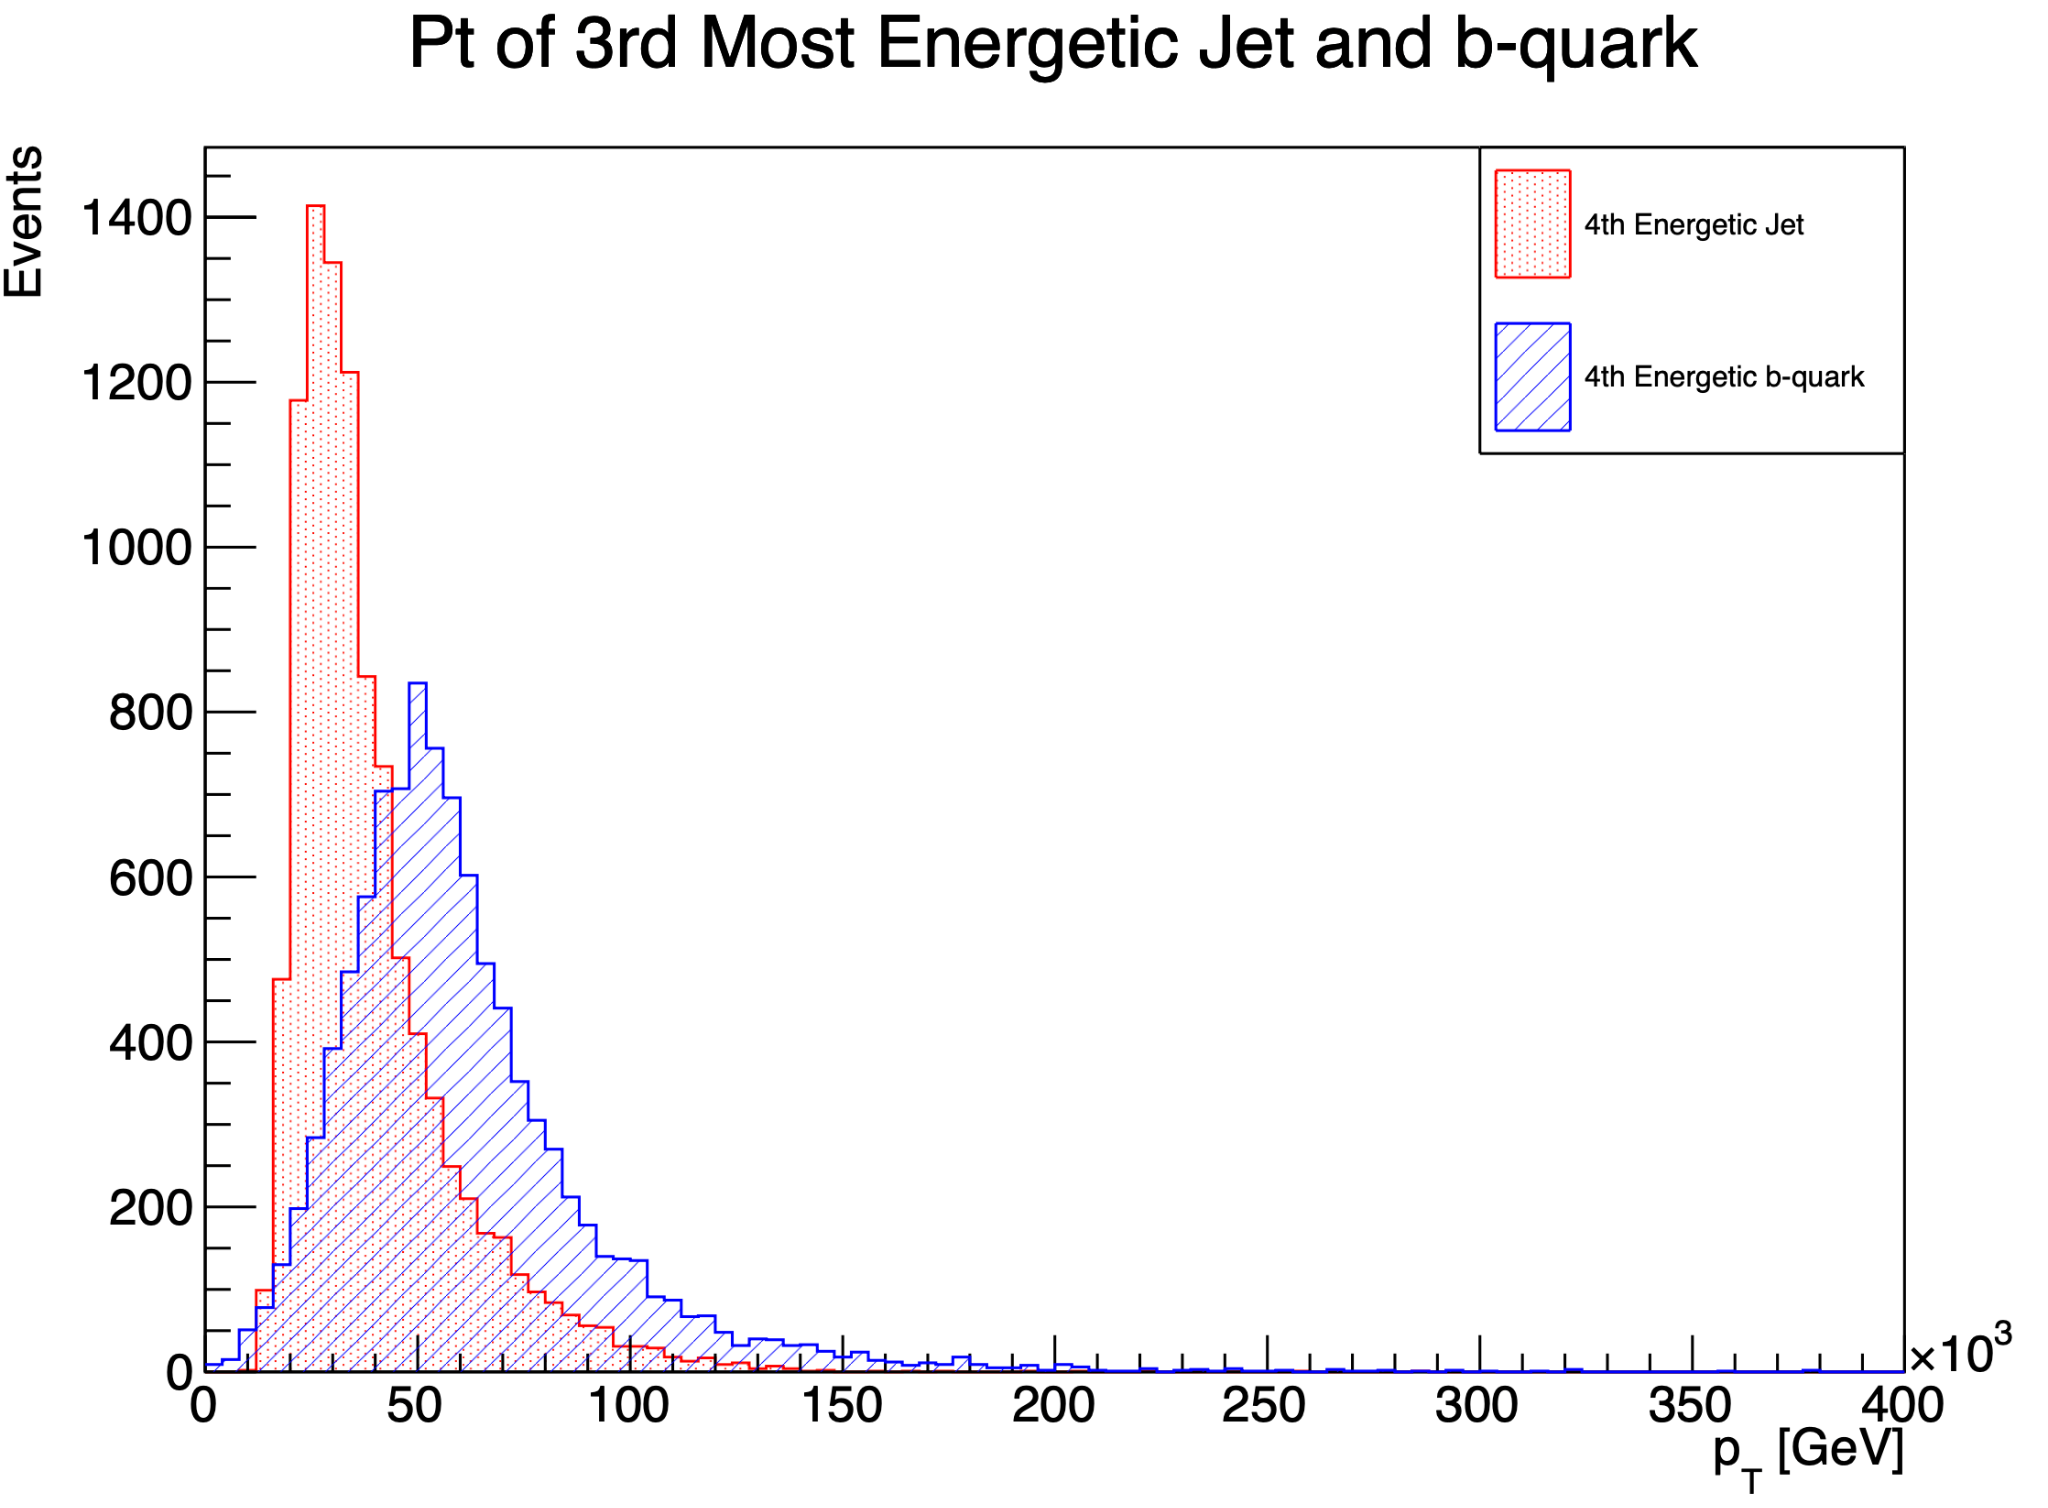 Pt of 3rd Most Energetic Jet and b-quark
Events
1400
1200
1000
800
600
400
200
0
4th Energetic Jet
4th Energetic b-quark
0 50 100 150 200 250 300 350 400
×10³
p_T [GeV]